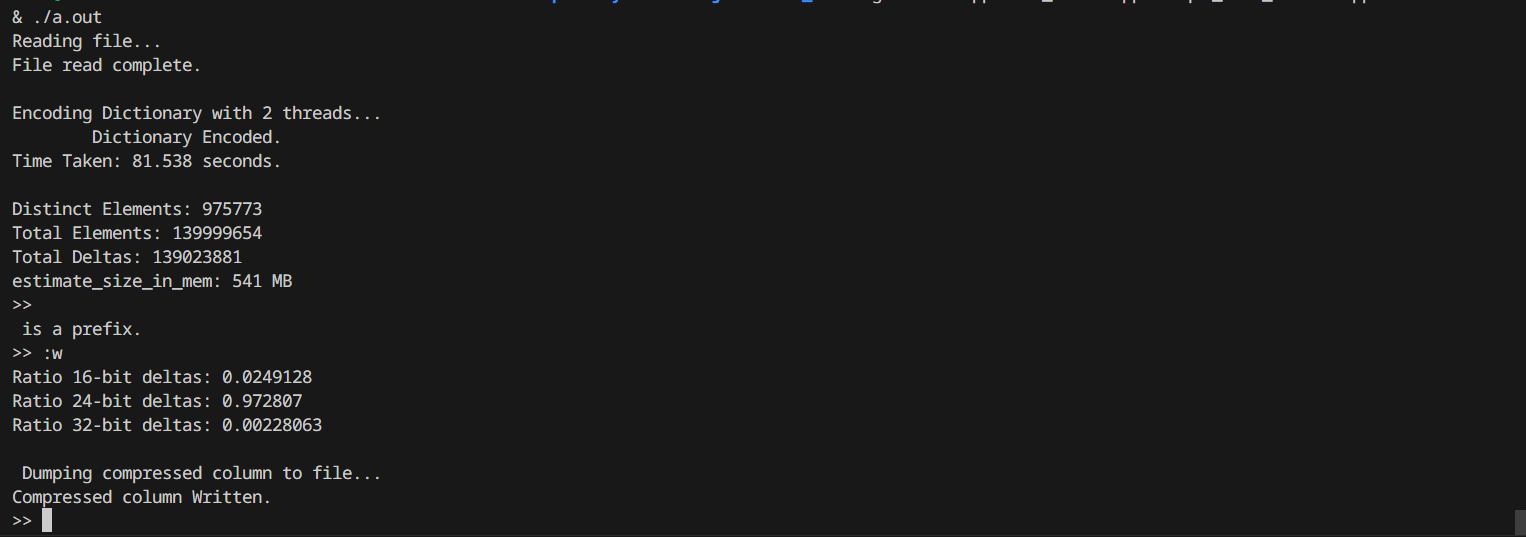 & ./a.out
Reading file...
File read complete.
Encoding Dictionary with 2 threads...
Dictionary Encoded.
Time Taken: 81.538 seconds.
Distinct Elements: 975773
Total Elements: 139999654
Total Deltas: 139023881
estimate_size_in_mem: 541 MB
>>
is a prefix.
>> :w
Ratio 16-bit deltas: 0.0249128
Ratio 24-bit deltas: 0.972807
Ratio 32-bit deltas: 0.00228063
Dumping compressed column to file...
Compressed column Written.
>>